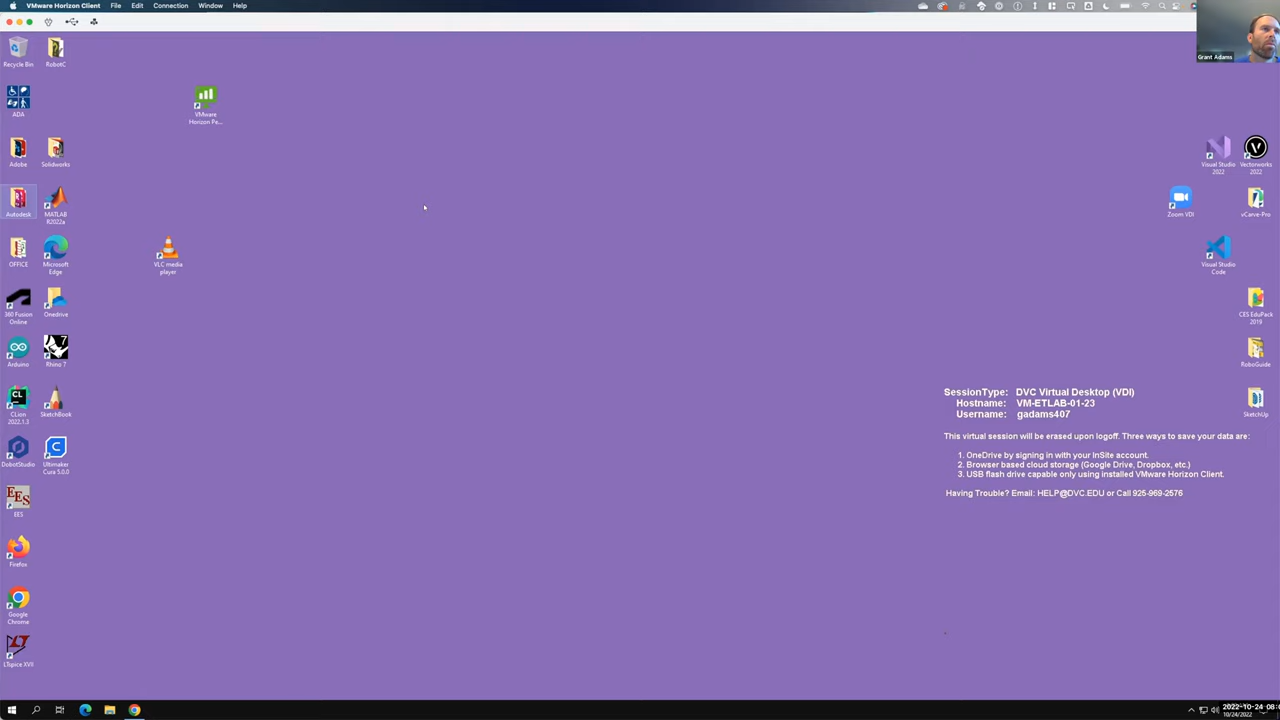 VMware Horizon Client File Edit Connection Window Help
Grant Adams
Recycle Bin
RobotC
ADA
VMware
Horizon Pe...
Adobe
Solidworks
Visual Studio
2022
Vectorworks
2022
Autodesk
MATLAB
R2022a
Zoom VDI
vCarve-Pro
OFFICE
Microsoft
Edge
VLC media
player
Visual Studio
Code
360 Fusion
Online
Onedrive
CES EduPack
2019
Arduino
Rhino 7
RoboGuide
CLion
2022.1.3
SketchBook
SketchUp
SessionType: DVC Virtual Desktop (VDI)
Hostname: VM-ETLAB-01-23
Username: gadams407
This virtual session will be erased upon logoff. Three ways to save your data are:
1. OneDrive by signing in with your InSite account.
2. Browser based cloud storage (Google Drive, Dropbox, etc.)
3. USB flash drive capable only using installed VMware Horizon Client.
Having Trouble? Email: HELP@DVC.EDU or Call 925-969-2576
DobotStudio
Ultimaker
Cura 5.0.0
EES
Firefox
Google
Chrome
LTspice XVII
2022-10-24
10/24/2022